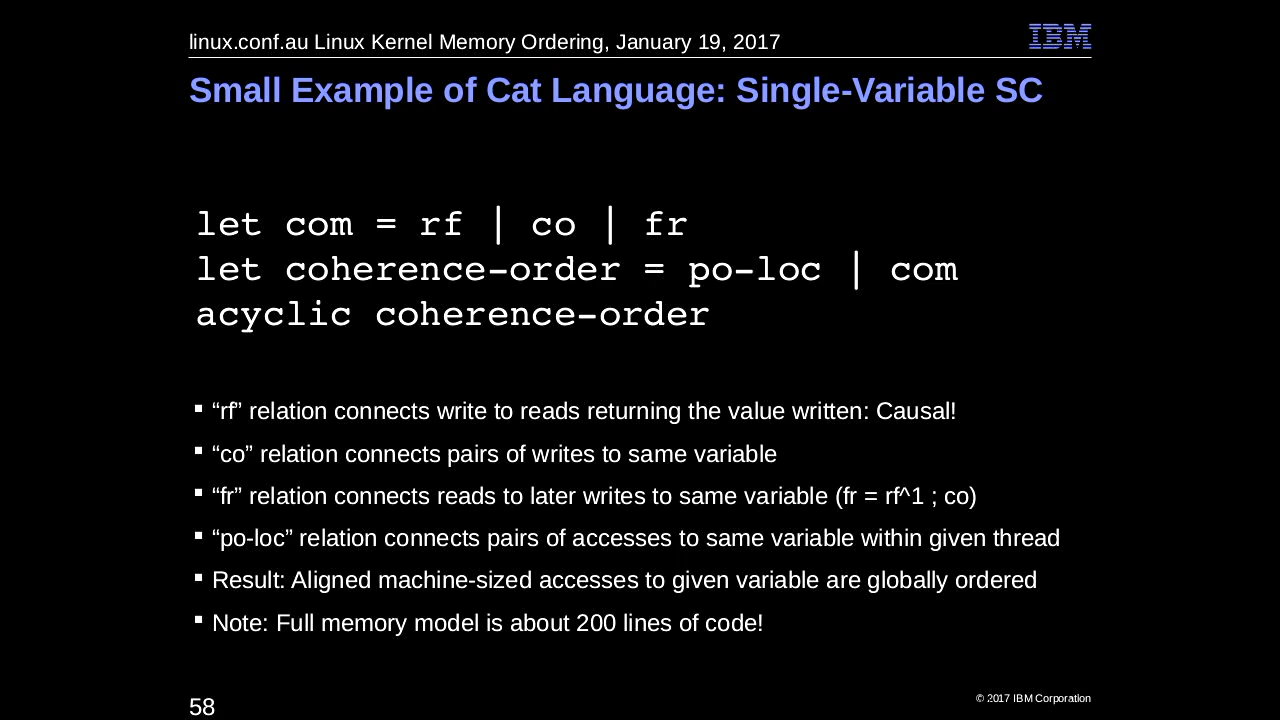 linux.conf.au Linux Kernel Memory Ordering, January 19, 2017
IBM
Small Example of Cat Language: Single-Variable SC
let com = rf | co | fr
let coherence-order = po-loc | com
acyclic coherence-order
▪ “rf” relation connects write to reads returning the value written: Causal!
▪ “co” relation connects pairs of writes to same variable
▪ “fr” relation connects reads to later writes to same variable (fr = rf^1 ; co)
▪ “po-loc” relation connects pairs of accesses to same variable within given thread
▪ Result: Aligned machine-sized accesses to given variable are globally ordered
▪ Note: Full memory model is about 200 lines of code!
58
© 2017 IBM Corporation